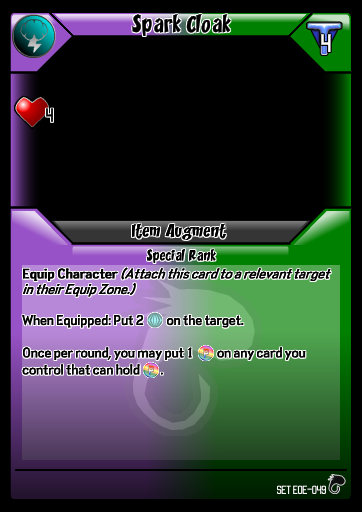 Spark Cloak
4
4
Item Augment
Special Rank
Equip Character (Attach this card to a relevant target
in their Equip Zone.)
When Equipped: Put 2 on the target.
Once per round, you may put 1 P on any card you
control that can hold P.
SET EOE-049